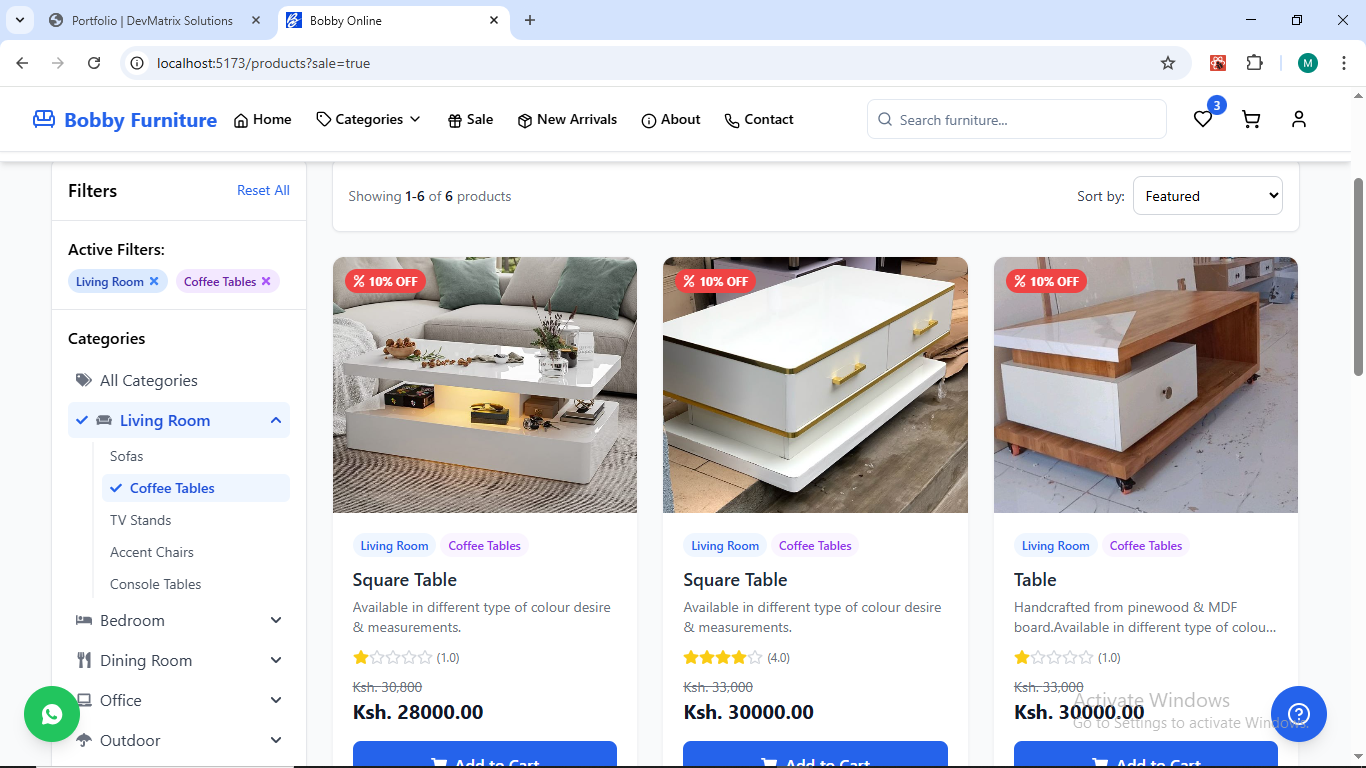 Portfolio | DevMatrix Solutions
Bobby Online
localhost:5173/products?sale=true
M
Bobby Furniture
Home
Categories
Sale
New Arrivals
About
Contact
Search furniture...
3
Filters
Reset All
Active Filters:
Living Room
Coffee Tables
Categories
All Categories
Living Room
Sofas
Coffee Tables
TV Stands
Accent Chairs
Console Tables
Bedroom
Dining Room
Office
Outdoor
Showing 1-6 of 6 products
Sort by:
Featured
10% OFF
Living Room
Coffee Tables
Square Table
Available in different type of colour desire
& measurements.
(1.0)
Ksh. 30,800
Ksh. 28000.00
Add to Cart
10% OFF
Living Room
Coffee Tables
Square Table
Available in different type of colour desire
& measurements.
(4.0)
Ksh. 33,000
Ksh. 30000.00
Add to Cart
10% OFF
Living Room
Coffee Tables
Table
Handcrafted from pinewood & MDF
board.Available in different type of colou...
(1.0)
Ksh. 33,000
Ksh. 30000.00
Add to Cart
Activate Windows
Go to Settings to activate Windows.